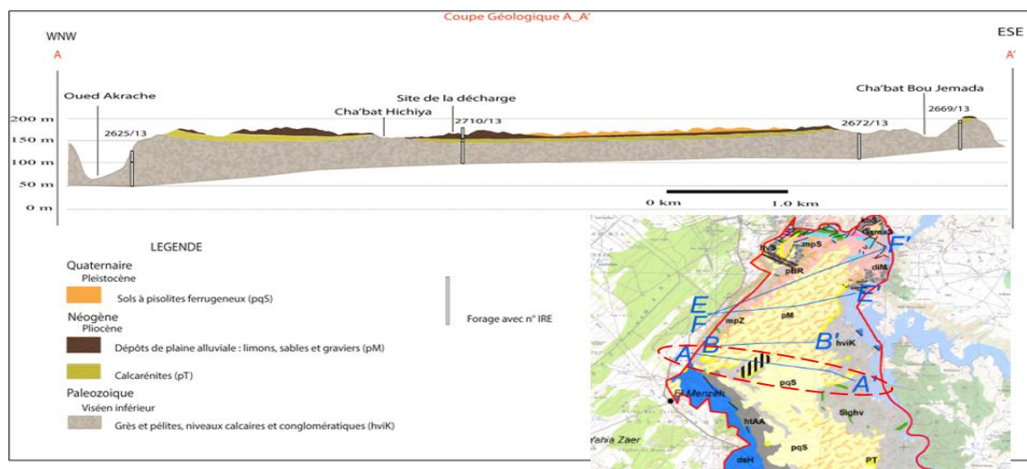 Coupe Géologique A_A'
WNW
ESE
A
A'
Oued Akrache
Site de la décharge
Cha'bat Bou Jemada
Cha'bat Hichiya
2625/13
2710/13
2672/13
2669/13
200 m
150 m
100 m
50 m
0 m
0 km
1.0 km
LEGENDE
Quaternaire
Pleistocène
Sols à pisolites ferrugeneux (pqS)
Néogène
Pliocène
Dépôts de plaine alluviale : limons, sables et graviers (pM)
Calcarénites (pT)
Paleozoique
Viséen inférieur
Grès et pélites, niveaux calcaires et conglomératiques (hviK)
Forage avec n° IRE
hvS
mpS
F'
pBR
diM
E
E'
F
mpZ
pM
B
B'
hviK
A
A'
pqS
El Menzeh
Sighv
Yahia Zaer
htAA
pqS
dsH
PT